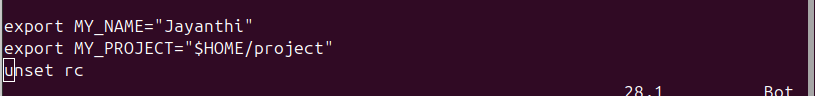 export MY_NAME="Jayanthi"
export MY_PROJECT="$HOME/project"
unset rc
28,1 Bot